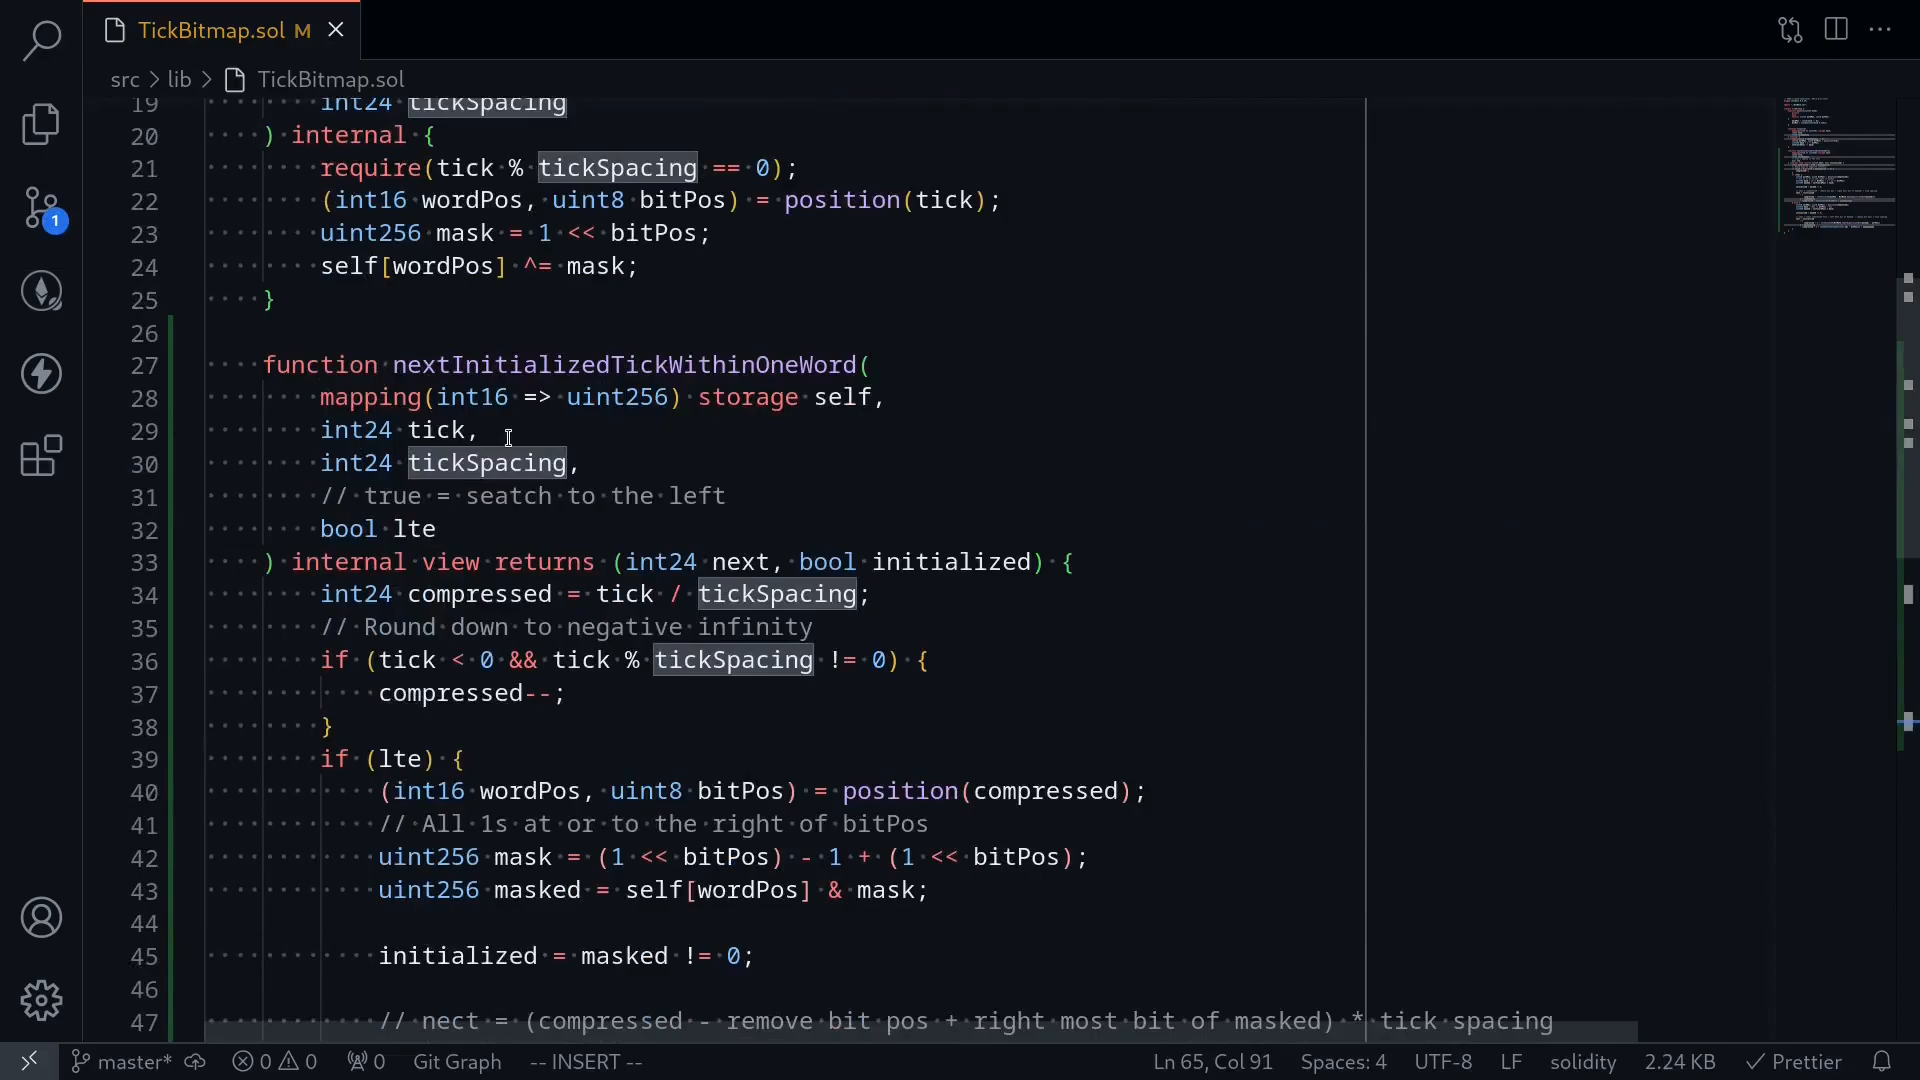 TickBitmap.sol M
src > lib > TickBitmap.sol
19 int24 tickSpacing
20 ) internal {
21 require(tick % tickSpacing == 0);
22 (int16 wordPos, uint8 bitPos) = position(tick);
23 uint256 mask = 1 << bitPos;
24 self[wordPos] ^= mask;
25 }
26
27 function nextInitializedTickWithinOneWord(
28 mapping(int16 => uint256) storage self,
29 int24 tick,
30 int24 tickSpacing,
31 // true = seatch to the left
32 bool lte
33 ) internal view returns (int24 next, bool initialized) {
34 int24 compressed = tick / tickSpacing;
35 // Round down to negative infinity
36 if (tick < 0 && tick % tickSpacing != 0) {
37 compressed--;
38 }
39 if (lte) {
40 (int16 wordPos, uint8 bitPos) = position(compressed);
41 // All 1s at or to the right of bitPos
42 uint256 mask = (1 << bitPos) - 1 + (1 << bitPos);
43 uint256 masked = self[wordPos] & mask;
44
45 initialized = masked != 0;
46
47 // nect = (compressed - remove bit pos + right most bit of masked) * tick spacing
1
master* 0 0 0 Git Graph -- INSERT -- Ln 65, Col 91 Spaces: 4 UTF-8 LF solidity 2.24 KB Prettier